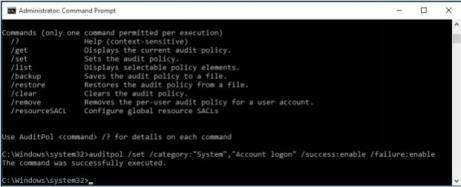 Administrator: Command Prompt
Commands (only one command permitted per execution)
/? Help (context-sensitive)
/get Displays the current audit policy.
/set Sets the audit policy.
/list Displays selectable policy elements.
/backup Saves the audit policy to a file.
/restore Restores the audit policy from a file.
/clear Clears the audit policy.
/remove Removes the per-user audit policy for a user account.
/resourceSACL Configure global resource SACLs
Use AuditPol <command> /? for details on each command
C:\Windows\system32>auditpol /set /category:"System","Account logon" /success:enable /failure:enable
The command was successfully executed.
C:\Windows\system32>